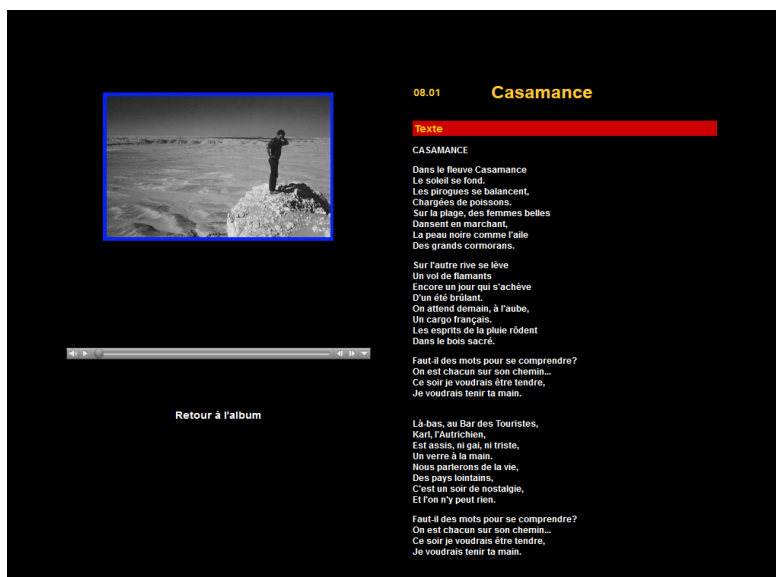 08.01
Casamance
Texte
CASAMANCE
Dans le fleuve Casamance
Le soleil se fond.
Les pirogues se balancent,
Chargées de poissons.
Sur la plage, des femmes belles
Dansent en marchant,
La peau noire comme l'aile
Des grands cormorans.
Sur l'autre rive se lève
Un vol de flamants
Encore un jour qui s'achève
D'un été brûlant.
On attend demain, à l'aube,
Un cargo français.
Les esprits de la pluie rôdent
Dans le bois sacré.
Faut-il des mots pour se comprendre?
On est chacun sur son chemin...
Ce soir je voudrais être tendre,
Je voudrais tenir ta main.
Là-bas, au Bar des Touristes,
Karl, l'Autrichien,
Est assis, ni gai, ni triste,
Un verre à la main.
Nous parlerons de la vie,
Des pays lointains,
C'est un soir de nostalgie,
Et l'on n'y peut rien.
Faut-il des mots pour se comprendre?
On est chacun sur son chemin...
Ce soir je voudrais être tendre,
Je voudrais tenir ta main.
Retour à l'album